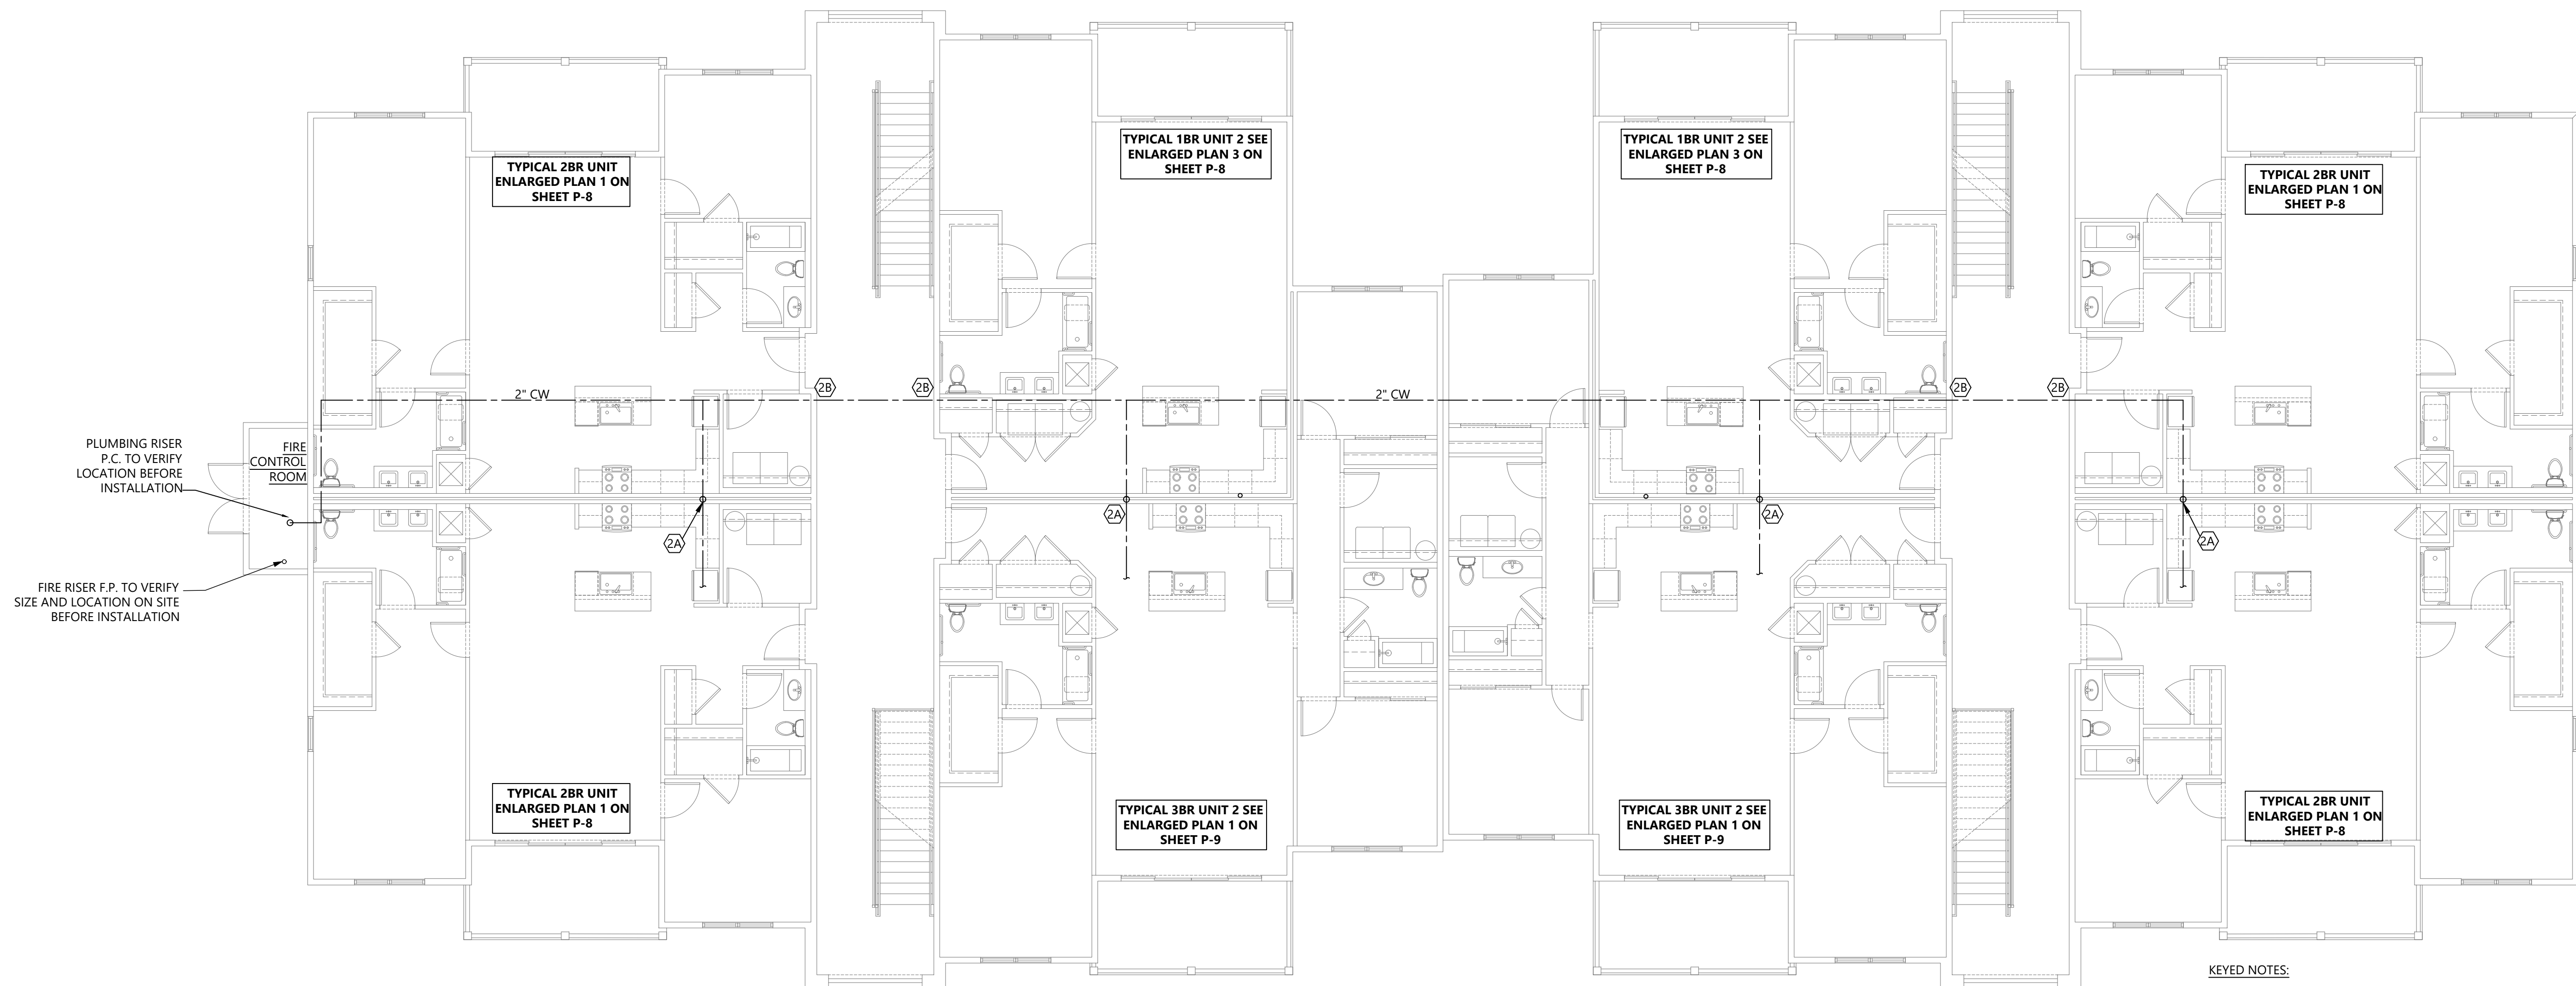 TYPICAL 2BR UNIT
ENLARGED PLAN 1 ON
SHEET P-8
TYPICAL 1BR UNIT 2 SEE
ENLARGED PLAN 3 ON
SHEET P-8
TYPICAL 1BR UNIT 2 SEE
ENLARGED PLAN 3 ON
SHEET P-8
TYPICAL 2BR UNIT
ENLARGED PLAN 1 ON
SHEET P-8
2" CW
2B
2B
2" CW
2B
2B
PLUMBING RISER
P.C. TO VERIFY
LOCATION BEFORE
INSTALLATION
FIRE
CONTROL
ROOM
2A
2A
2A
2A
FIRE RISER F.P. TO VERIFY
SIZE AND LOCATION ON SITE
BEFORE INSTALLATION
TYPICAL 2BR UNIT
ENLARGED PLAN 1 ON
SHEET P-8
TYPICAL 3BR UNIT 2 SEE
ENLARGED PLAN 1 ON
SHEET P-9
TYPICAL 3BR UNIT 2 SEE
ENLARGED PLAN 1 ON
SHEET P-9
TYPICAL 2BR UNIT
ENLARGED PLAN 1 ON
SHEET P-8
KEYED NOTES: